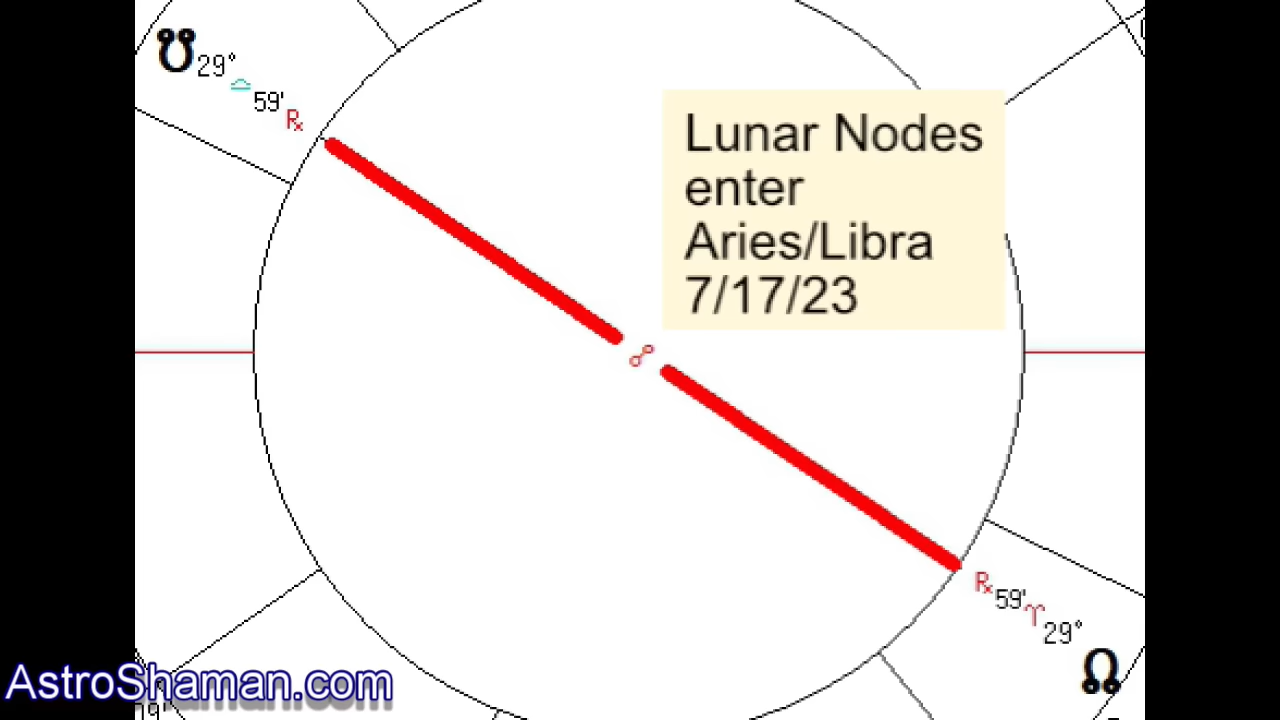 ☋ 29° ♎ 59' ℞
Lunar Nodes
enter
Aries/Libra
7/17/23
☍
℞ 59' ♈ 29° ☊
AstroShaman.com